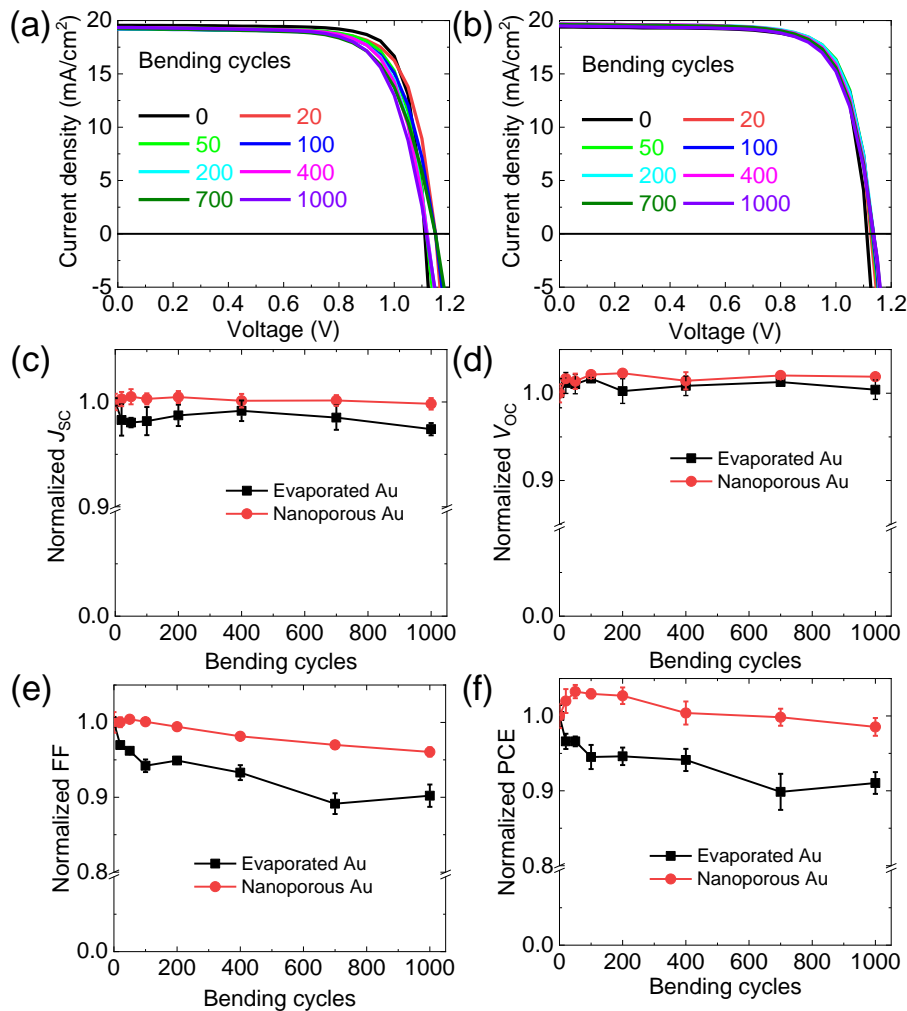 (a)
20
15
10
5
0
-5
Current density (mA/cm²)
Bending cycles
0 20
50 100
200 400
700 1000
0.0 0.2 0.4 0.6 0.8 1.0 1.2
Voltage (V)
(b)
20
15
10
5
0
-5
Current density (mA/cm²)
Bending cycles
0 20
50 100
200 400
700 1000
0.0 0.2 0.4 0.6 0.8 1.0 1.2
Voltage (V)
(c)
1.0
0.9
0.0
Normalized JSC
Evaporated Au
Nanoporous Au
0 200 400 600 800 1000
Bending cycles
(d)
1.0
0.9
0.0
Normalized VOC
Evaporated Au
Nanoporous Au
0 200 400 600 800 1000
Bending cycles
(e)
1.0
0.9
0.8
0.0
Normalized FF
Evaporated Au
Nanoporous Au
0 200 400 600 800 1000
Bending cycles
(f)
1.0
0.9
0.8
0.0
Normalized PCE
Evaporated Au
Nanoporous Au
0 200 400 600 800 1000
Bending cycles